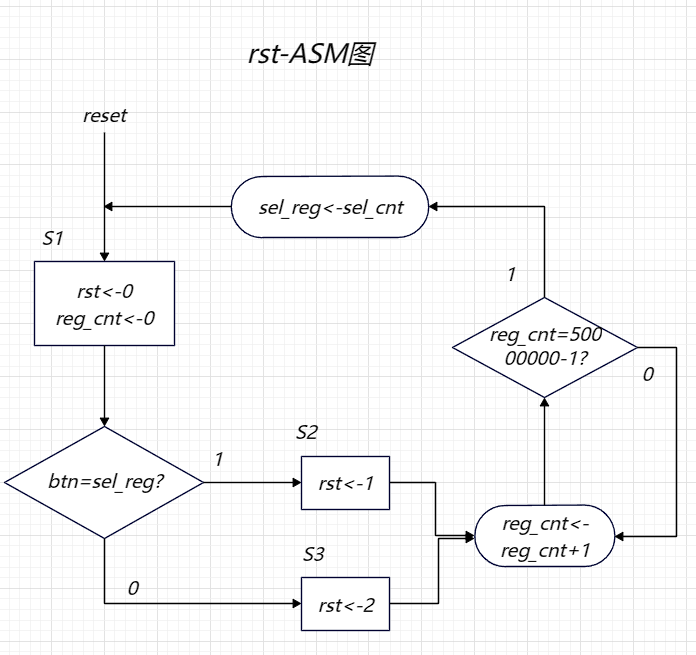 rst-ASM图
reset
sel_reg<-sel_cnt
S1
rst<-0
reg_cnt<-0
1
reg_cnt=500
00000-1?
0
S2
btn=sel_reg?
1
rst<-1
reg_cnt<-
reg_cnt+1
S3
0
rst<-2